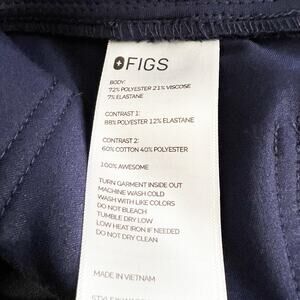 FIGS
BODY:
72% POLYESTER 21% VISCOSE
7% ELASTANE
CONTRAST 1:
88% POLYESTER 12% ELASTANE
CONTRAST 2:
60% COTTON 40% POLYESTER
100% AWESOME
TURN GARMENT INSIDE OUT
MACHINE WASH COLD
WASH WITH LIKE COLORS
DO NOT BLEACH
TUMBLE DRY LOW
LOW HEAT IRON IF NEEDED
DO NOT DRY CLEAN
MADE IN VIETNAM